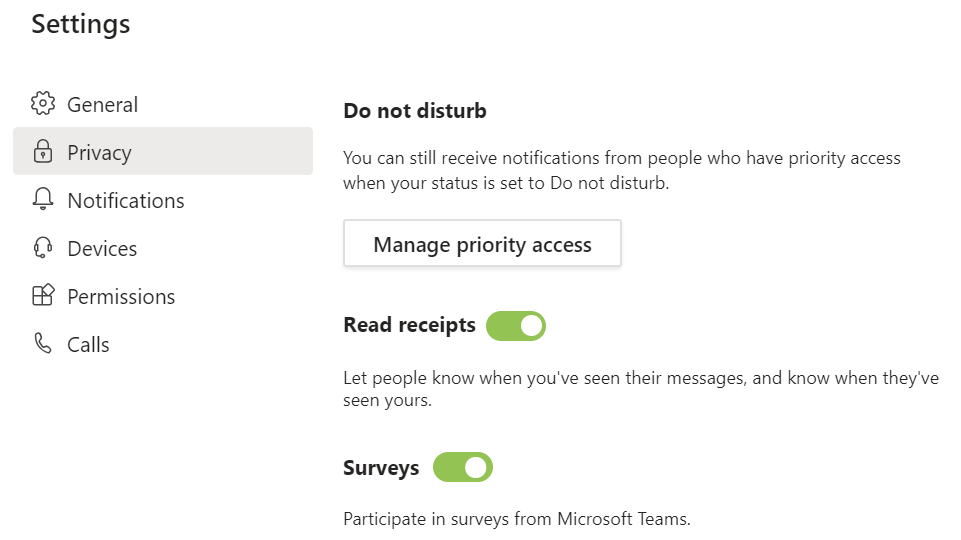 Settings
General
Privacy
Notifications
Devices
Permissions
Calls
Do not disturb
You can still receive notifications from people who have priority access
when your status is set to Do not disturb.
Manage priority access
Read receipts
Let people know when you've seen their messages, and know when they've
seen yours.
Surveys
Participate in surveys from Microsoft Teams.